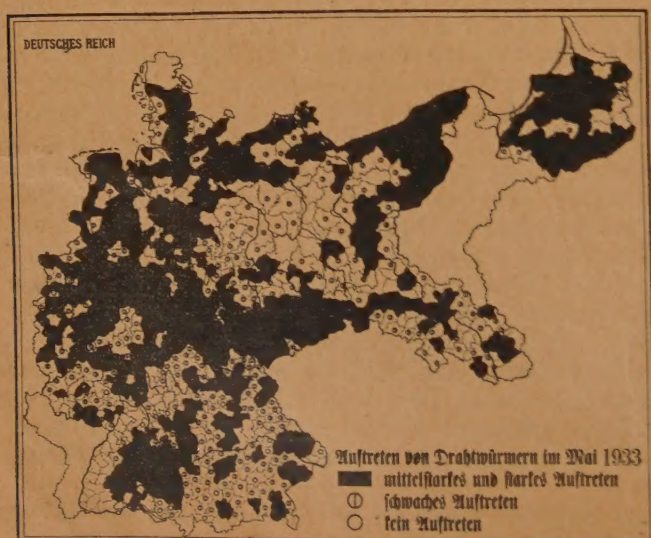 DEUTSCHES REICH
Auftreten von Drahtwürmern im Mai 1933
mittelstarkes und starkes Auftreten
schwaches Auftreten
kein Auftreten